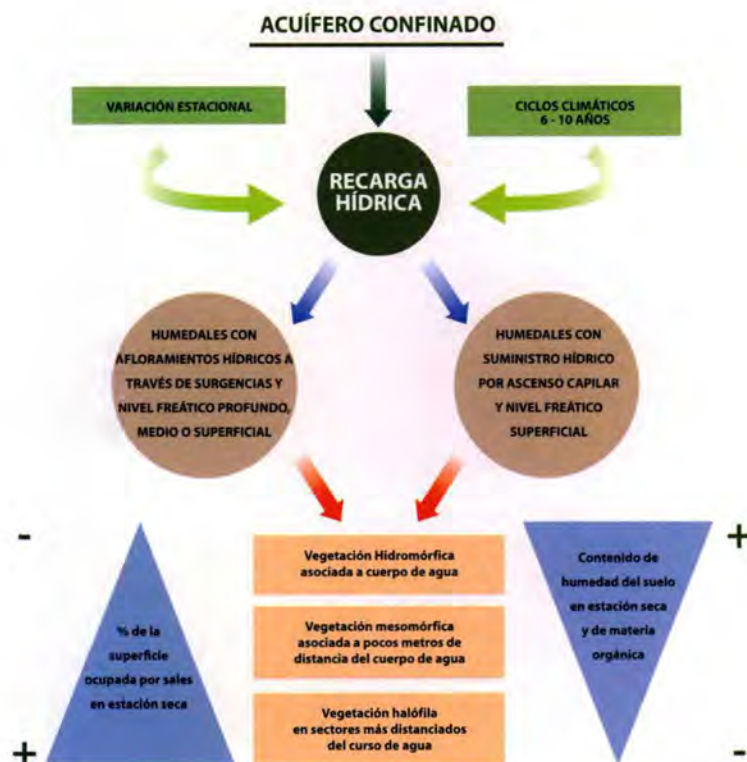 ACUÍFERO CONFINADO
VARIACIÓN ESTACIONAL
CICLOS CLIMÁTICOS
6 - 10 AÑOS
RECARGA
HÍDRICA
HUMEDALES CON
AFLORAMIENTOS HÍDRICOS A
TRAVÉS DE SURGENCIAS Y
NIVEL FREÁTICO PROFUNDO,
MEDIO O SUPERFICIAL
HUMEDALES CON
SUMINISTRO HÍDRICO
POR ASCENSO CAPILAR
Y NIVEL FREÁTICO
SUPERFICIAL
-
% de la
superficie
ocupada por sales
en estación seca
+
Vegetación Hidromórfica
asociada a cuerpo de agua
Vegetación mesomórfica
asociada a pocos metros de
distancia del cuerpo de agua
Vegetación halófila
en sectores más distanciados
del curso de agua
+
Contenido de
humedad del suelo
en estación seca
y de materia
orgánica
-